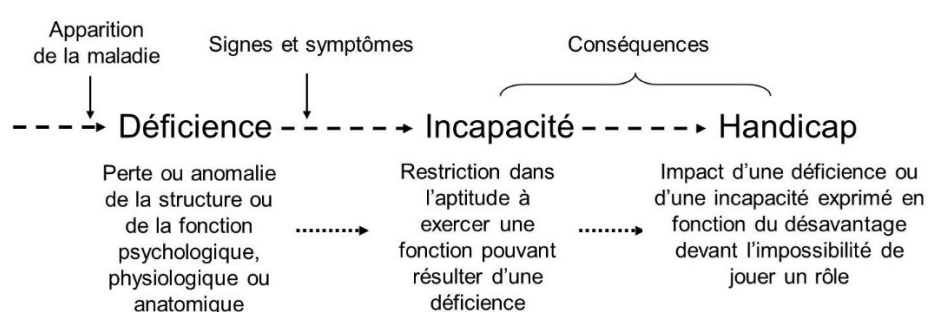 Apparition
de la maladie
Signes et symptômes
Conséquences
Déficience
Incapacité
Handicap
Perte ou anomalie
de la structure ou
de la fonction
psychologique,
physiologique ou
anatomique
Restriction dans
l’aptitude à
exercer une
fonction pouvant
résulter d’une
déficience
Impact d’une déficience ou
d’une incapacité exprimé en
fonction du désavantage
devant l’impossibilité de
jouer un rôle